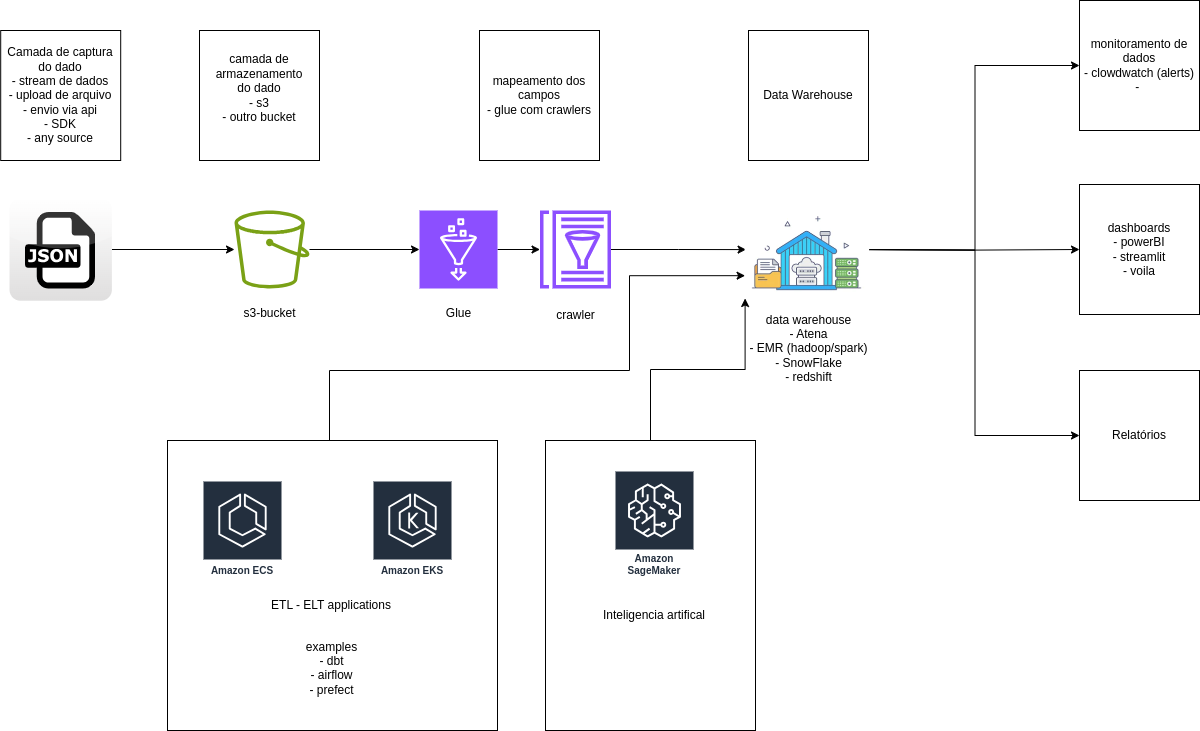 Camada de captura
do dado
- stream de dados
- upload de arquivo
- envio via api
- SDK
- any source
camada de
armazenamento
do dado
- s3
- outro bucket
mapeamento dos
campos
- glue com crawlers
Data Warehouse
monitoramento de
dados
- clowdwatch (alerts)
-
JSON
s3-bucket
Glue
crawler
data warehouse
- Atena
- EMR (hadoop/spark)
- SnowFlake
- redshift
dashboards
- powerBI
- streamlit
- voila
Relatórios
Amazon ECS
K
Amazon EKS
ETL - ELT applications
examples
- dbt
- airflow
- prefect
Amazon
SageMaker
Inteligencia artifical